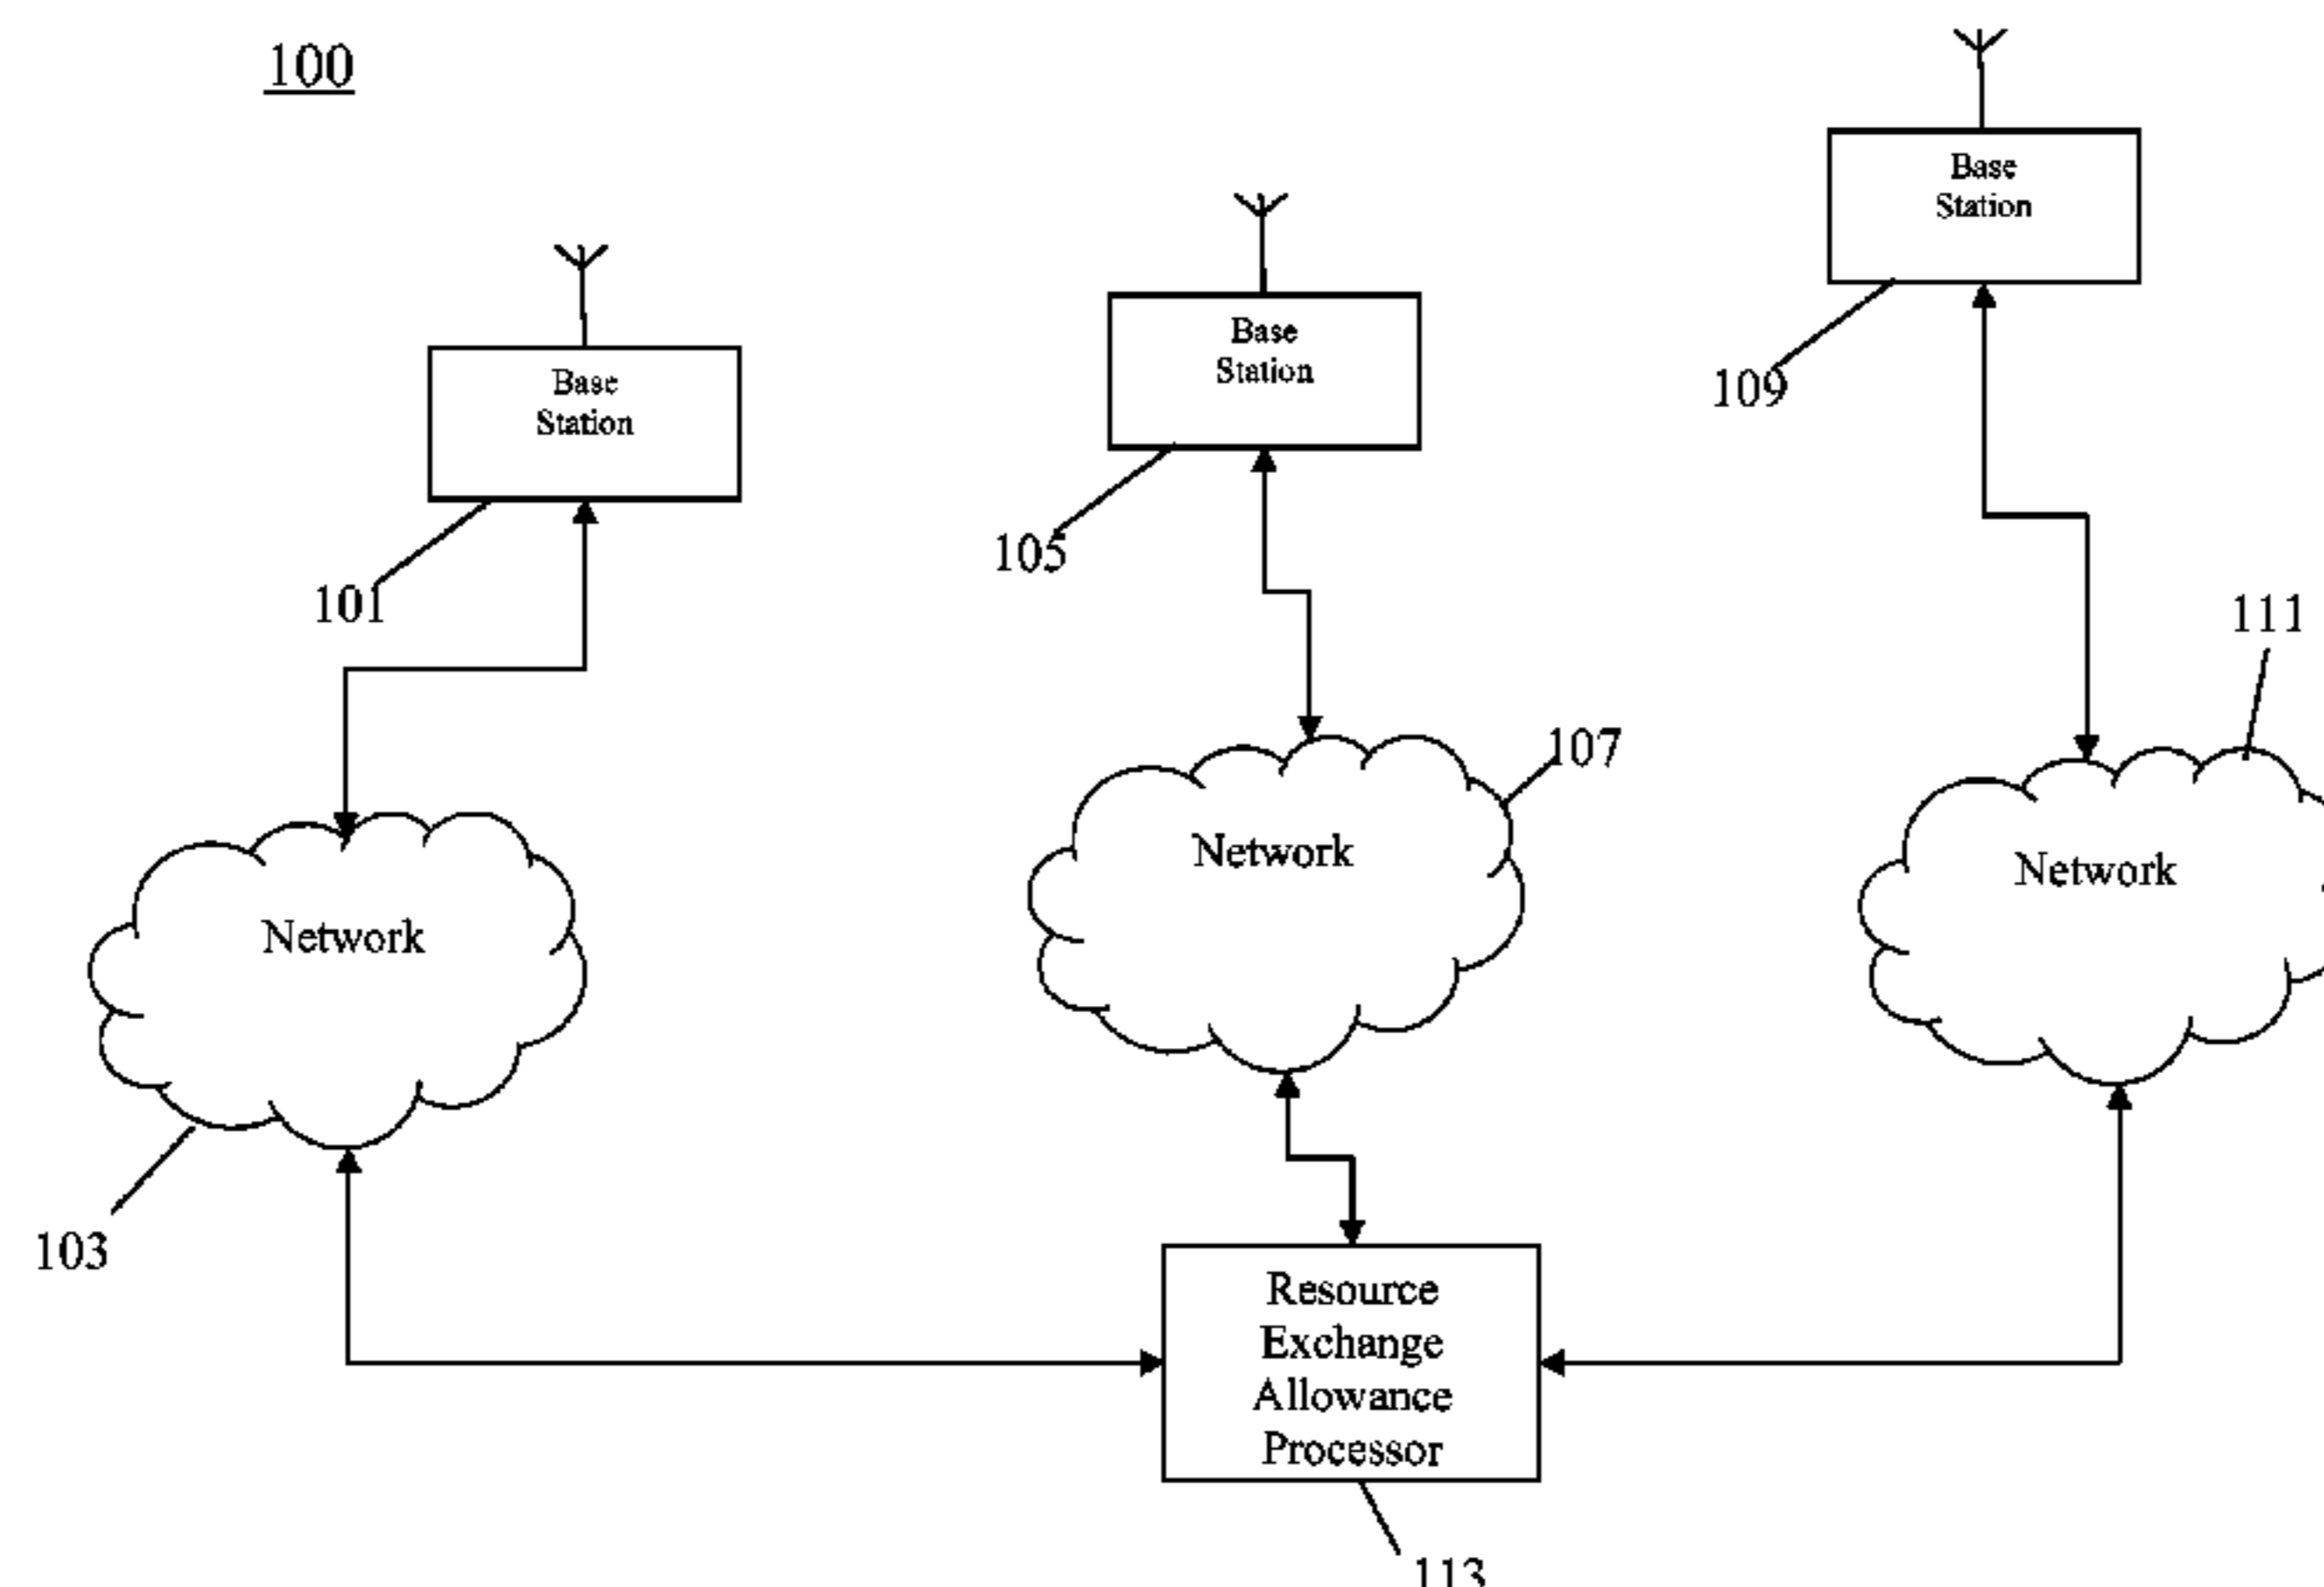 100
Base
Station
109
Base
Station
105
Base
Station
101
111
107
Network
Network
Network
103
Resource
Exchange
Allowance
Processor
113